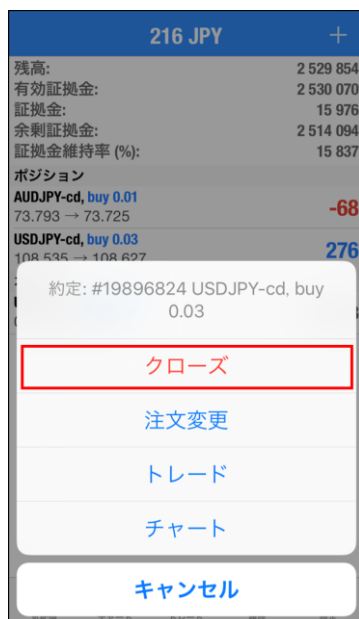 216 JPY +
残高: 2 529 854
有効証拠金: 2 530 070
証拠金: 15 976
余剰証拠金: 2 514 094
証拠金維持率 (%): 15 837
ポジション
AUDJPY-cd, buy 0.01
73.793 → 73.725 -68
USDJPY-cd, buy 0.03
108.535 → 108.627 276
約定: #19896824 USDJPY-cd, buy
0.03
クローズ
注文変更
トレード
チャート
キャンセル